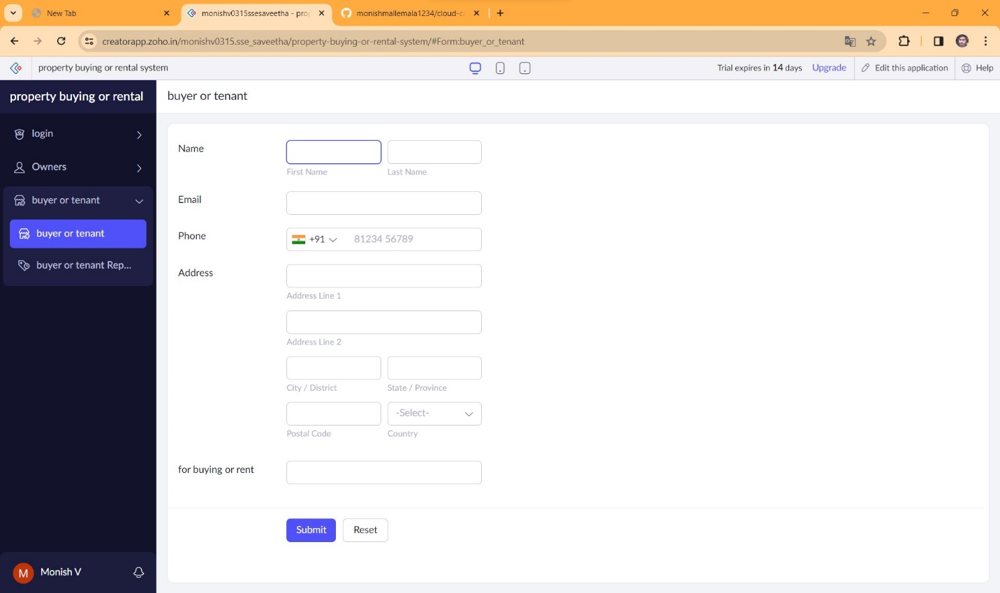 New Tab
monishv0315ssesaveetha - prop
monishmallemala1234/cloud-c
creatorapp.zoho.in/monishv0315.sse_saveetha/property-buying-or-rental-system/#Form:buyer_or_tenant
property buying or rental system
Trial expires in 14 days Upgrade Edit this application Help
property buying or rental
buyer or tenant
login
Owners
buyer or tenant
buyer or tenant
buyer or tenant Rep...
Name
First Name Last Name
Email
Phone +91 81234 56789
Address
Address Line 1
Address Line 2
City / District State / Province
-Select-
Postal Code Country
for buying or rent
Submit Reset
M Monish V